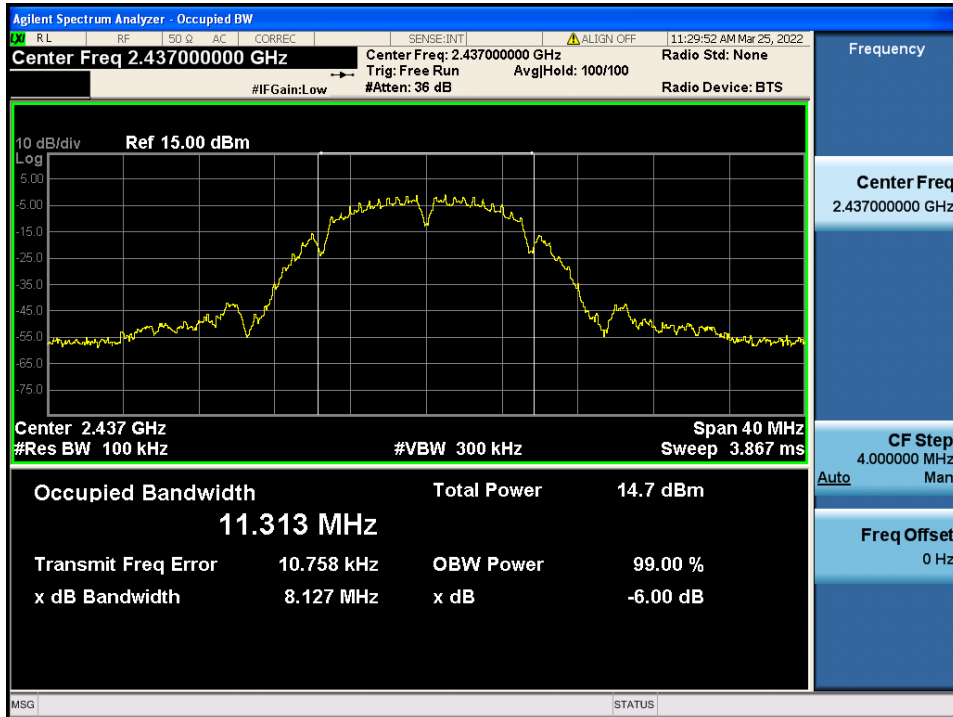 Agilent Spectrum Analyzer - Occupied BW
LXI RL RF 50 Ω AC CORREC SENSE:INT ALIGN OFF 11:29:52 AM Mar 25, 2022
Center Freq 2.437000000 GHz
Center Freq: 2.437000000 GHz
Radio Std: None
Trig: Free Run Avg|Hold: 100/100
#IFGain:Low
#Atten: 36 dB
Radio Device: BTS
10 dB/div Ref 15.00 dBm
Log
5.00
-5.00
-15.0
-25.0
-35.0
-45.0
-55.0
-65.0
-75.0
Center 2.437 GHz Span 40 MHz
#Res BW 100 kHz #VBW 300 kHz Sweep 3.867 ms
Occupied Bandwidth Total Power 14.7 dBm
11.313 MHz
Transmit Freq Error 10.758 kHz OBW Power 99.00 %
x dB Bandwidth 8.127 MHz x dB -6.00 dB
Frequency
Center Freq
2.437000000 GHz
CF Step
4.000000 MHz
Auto Man
Freq Offset
0 Hz
MSG STATUS